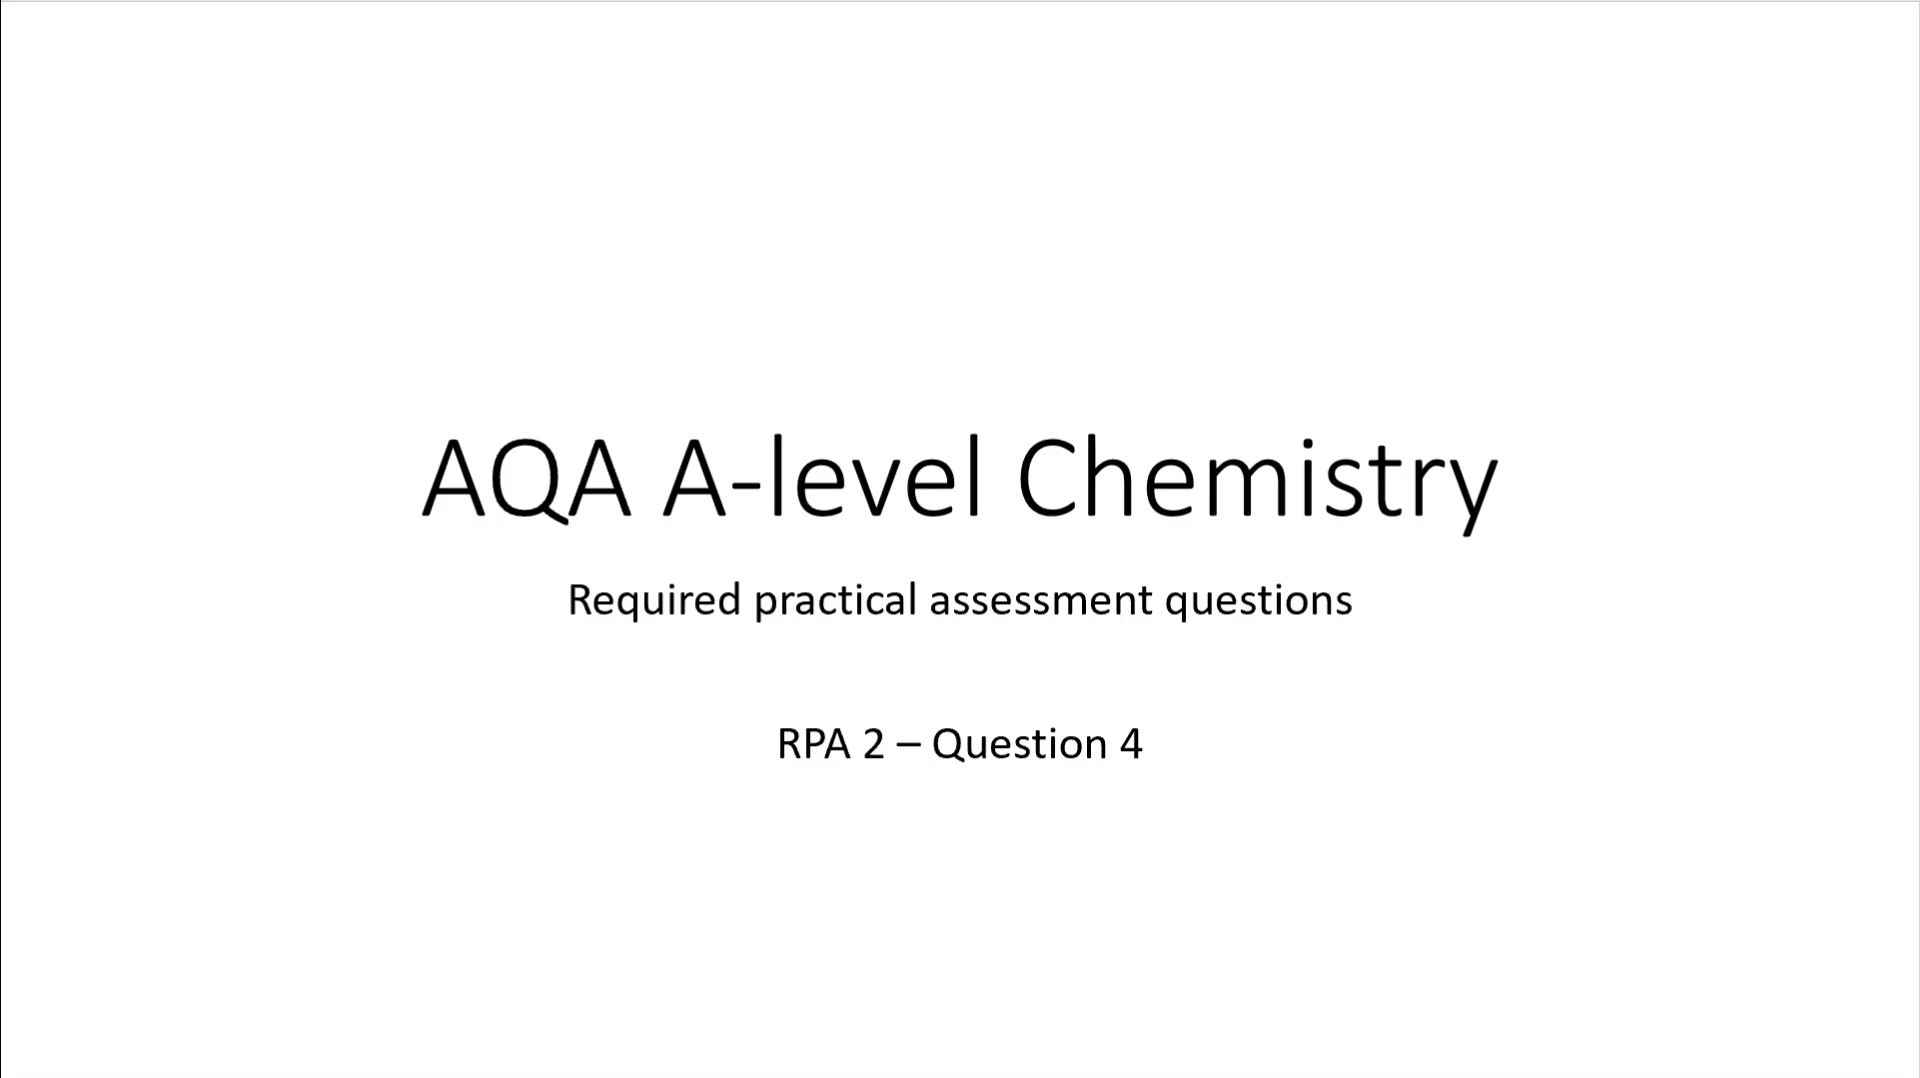 AQA A-level Chemistry
Required practical assessment questions
RPA 2 – Question 4